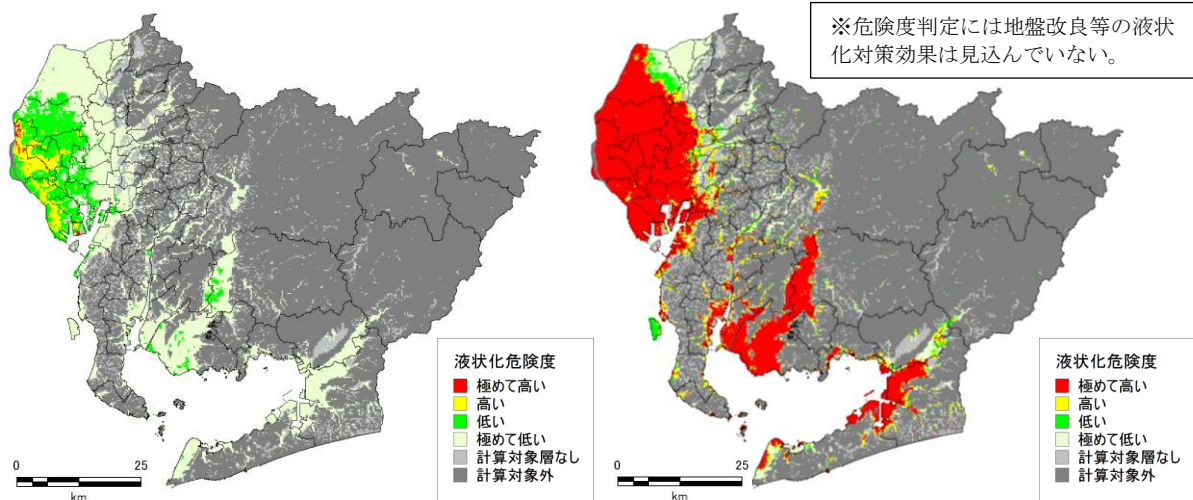 ※危険度判定には地盤改良等の液状
化対策効果は見込んでいない。
液状化危険度
極めて高い
高い
低い
極めて低い
計算対象層なし
計算対象外
0 25
km
液状化危険度
極めて高い
高い
低い
極めて低い
計算対象層なし
計算対象外
0 25
km